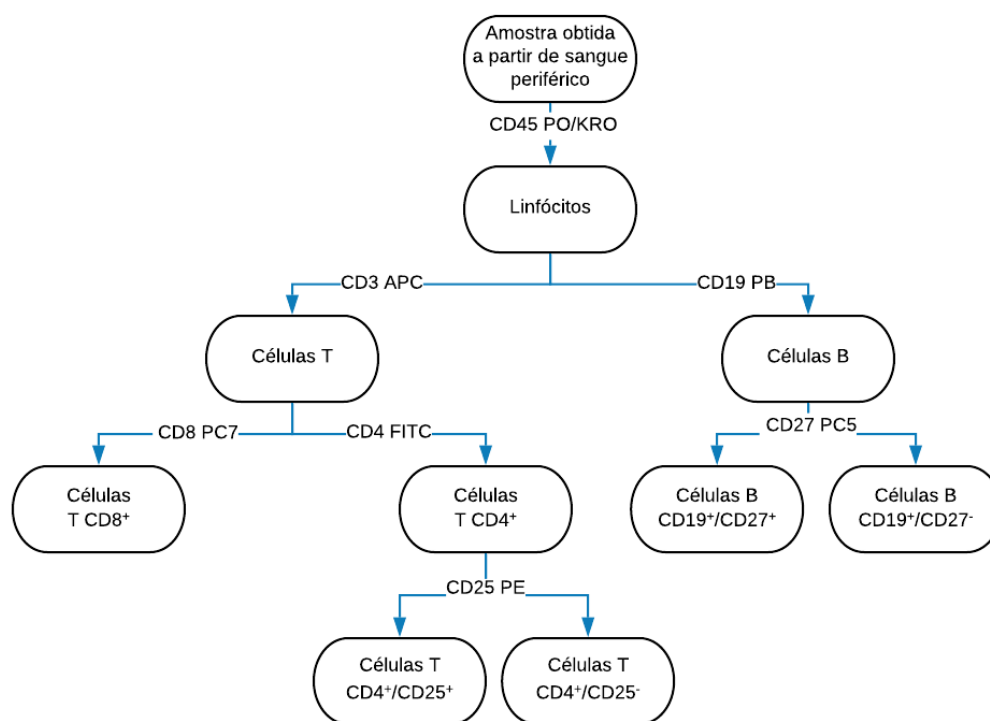 Amostra obtida
a partir de sangue
periférico
CD45 PO/KRO
Linfócitos
CD3 APC
CD19 PB
Células T
Células B
CD8 PC7
CD4 FITC
CD27 PC5
Células
T CD8⁺
Células
T CD4⁺
Células B
CD19⁺/CD27⁺
Células B
CD19⁺/CD27⁻
CD25 PE
Células T
CD4⁺/CD25⁺
Células T
CD4⁺/CD25⁻